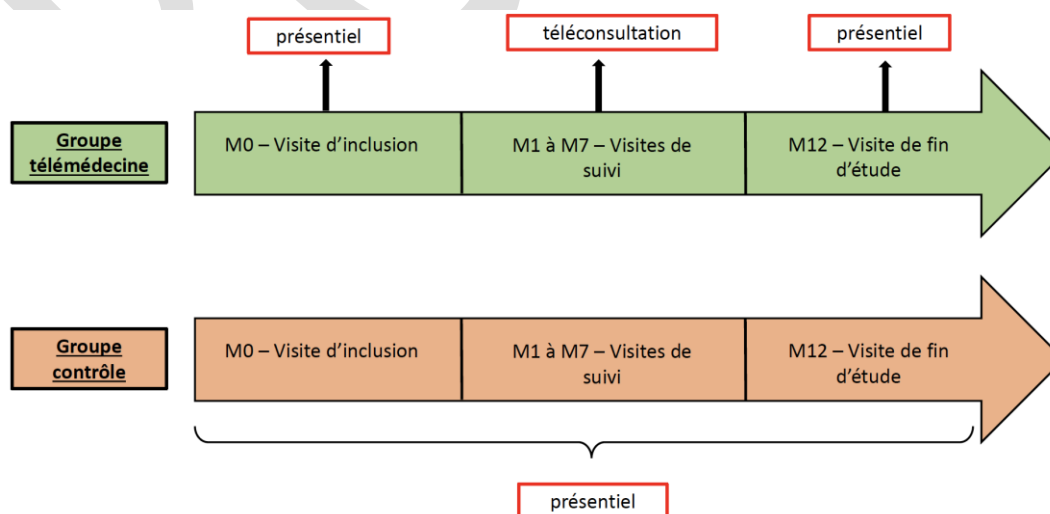 présentiel
téléconsultation
présentiel
Groupe
télémédecine
M0 – Visite d’inclusion
M1 à M7 – Visites de
suivi
M12 – Visite de fin
d’étude
Groupe
contrôle
M0 – Visite d’inclusion
M1 à M7 – Visites de
suivi
M12 – Visite de fin
d’étude
présentiel